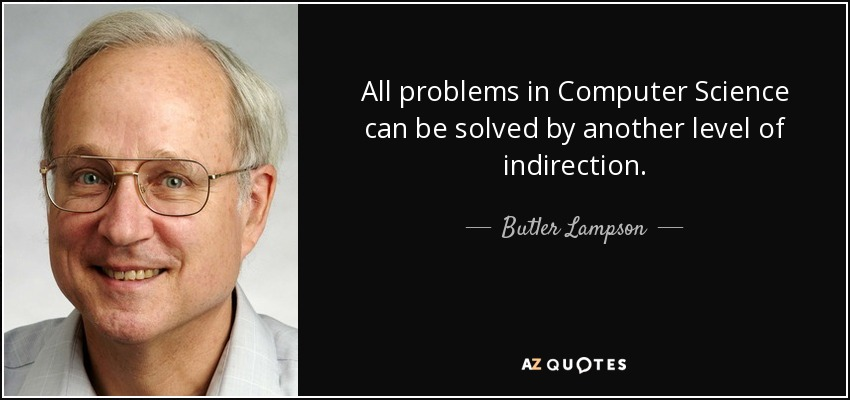 All problems in Computer Science
can be solved by another level of
indirection.
Butler Lampson
AZ QUOTES